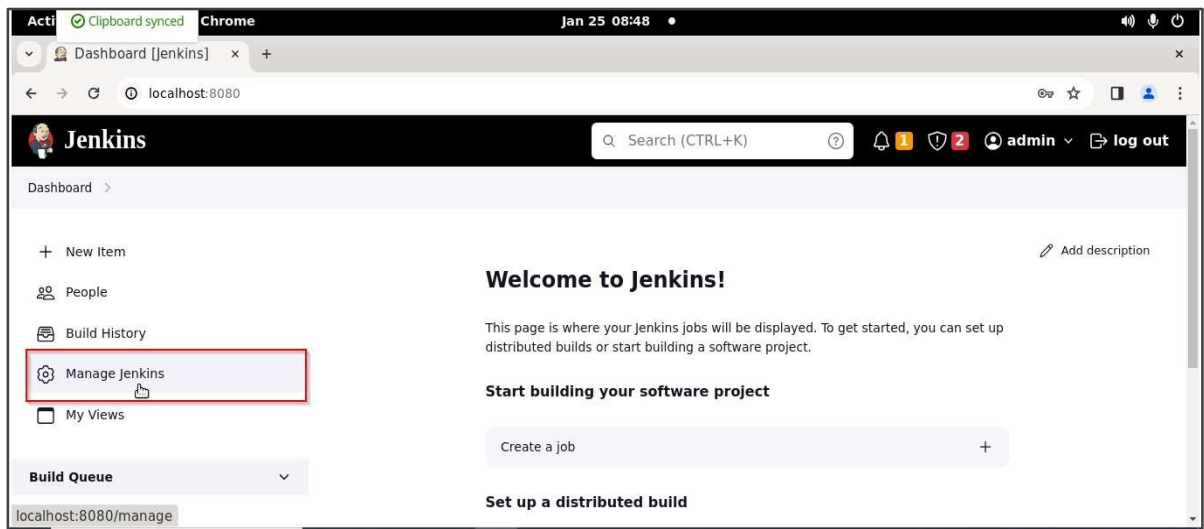 Acti Clipboard synced Chrome Jan 25 08:48
Dashboard [Jenkins] × +
localhost:8080
Jenkins Search (CTRL+K) 1 2 admin log out
Dashboard
New Item
Add description
Welcome to Jenkins!
People
This page is where your Jenkins jobs will be displayed. To get started, you can set up
distributed builds or start building a software project.
Build History
Manage Jenkins
My Views
Start building your software project
Create a job +
Build Queue
Set up a distributed build
localhost:8080/manage